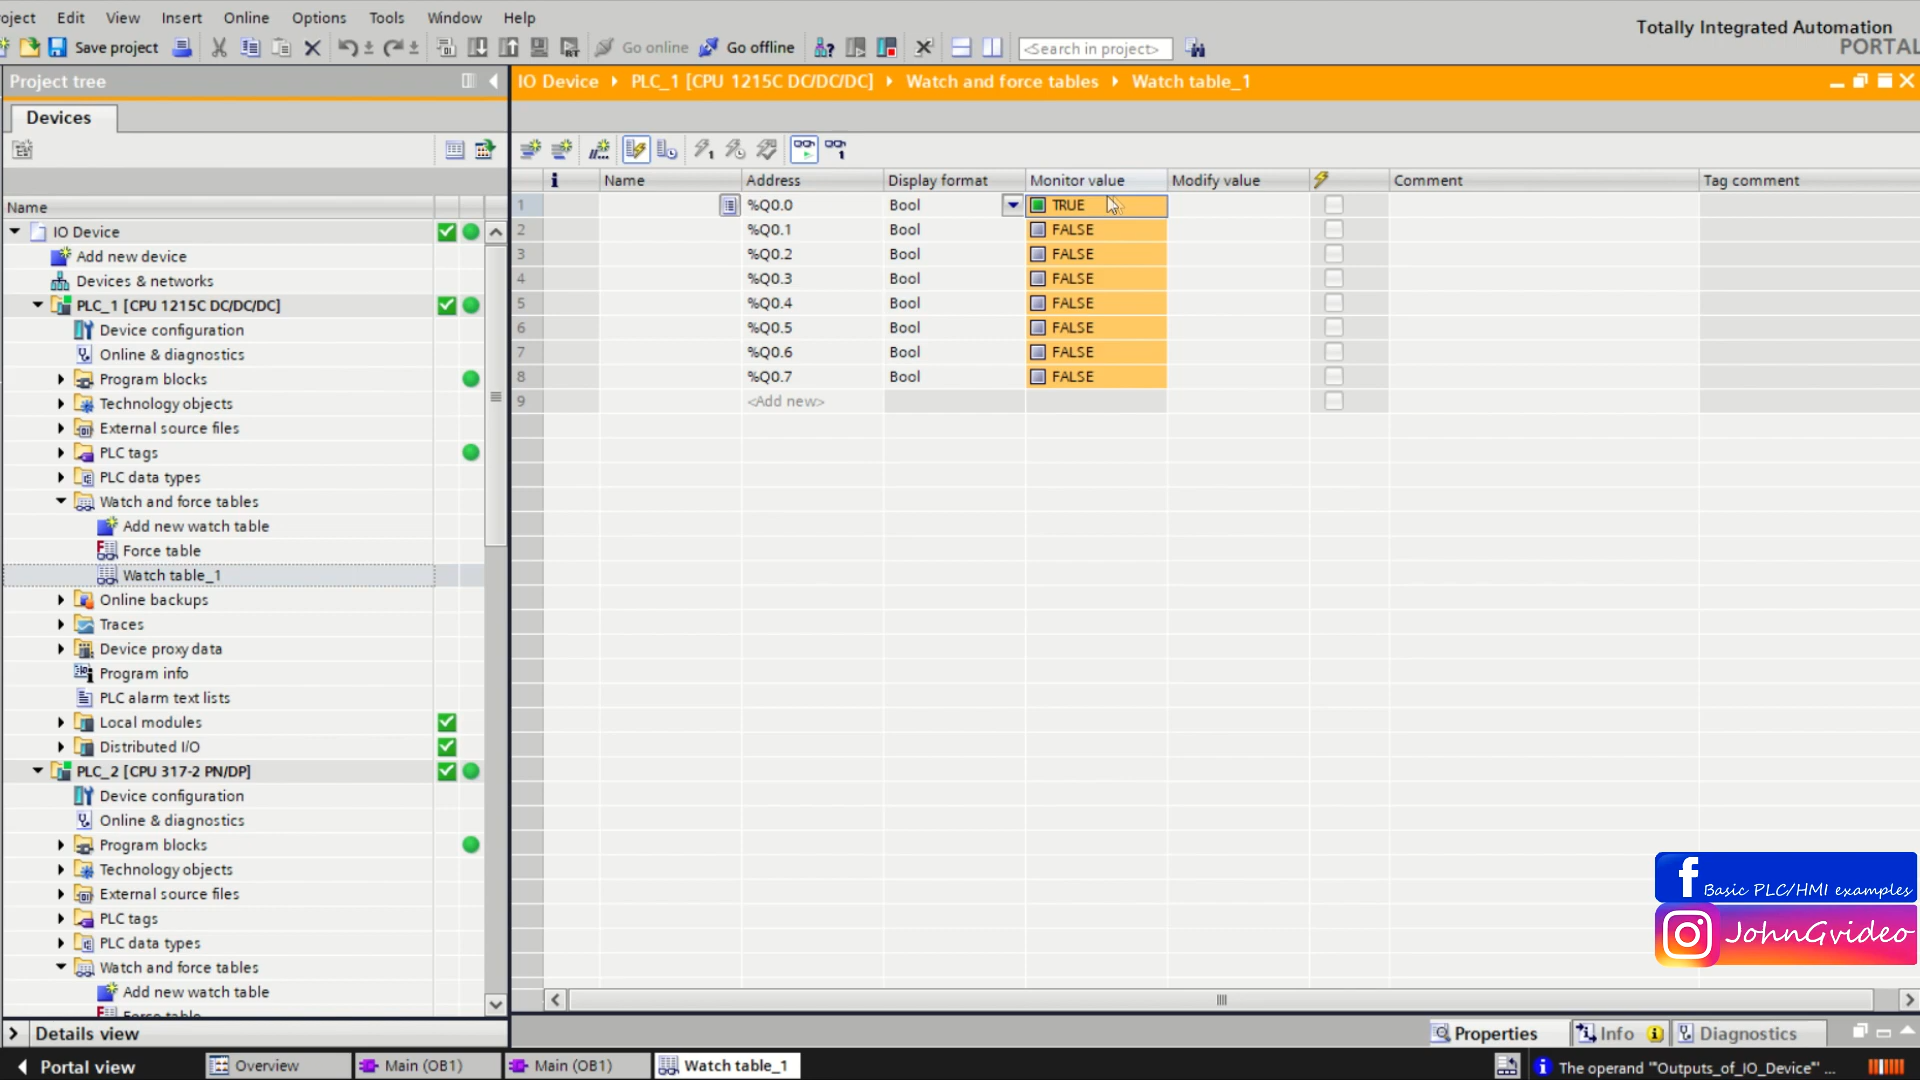 oject Edit View Insert Online Options Tools Window Help
Totally Integrated Automation
PORTAL
Save project Go online Go offline <Search in project>
Project tree
IO Device PLC_1 [CPU 1215C DC/DC/DC] Watch and force tables Watch table_1
Devices
i Name Address Display format Monitor value Modify value Comment Tag comment
1 %Q0.0 Bool TRUE
2 %Q0.1 Bool FALSE
3 %Q0.2 Bool FALSE
4 %Q0.3 Bool FALSE
5 %Q0.4 Bool FALSE
6 %Q0.5 Bool FALSE
7 %Q0.6 Bool FALSE
8 %Q0.7 Bool FALSE
9 <Add new>
Name
IO Device
Add new device
Devices & networks
PLC_1 [CPU 1215C DC/DC/DC]
Device configuration
Online & diagnostics
Program blocks
Technology objects
External source files
PLC tags
PLC data types
Watch and force tables
Add new watch table
Force table
Watch table_1
Online backups
Traces
Device proxy data
Program info
PLC alarm text lists
Local modules
Distributed I/O
PLC_2 [CPU 317-2 PN/DP]
Device configuration
Online & diagnostics
Program blocks
Technology objects
External source files
PLC tags
PLC data types
Watch and force tables
Add new watch table
Force table
Basic PLC/HMI examples
JohnGvideo
Details view
Properties Info Diagnostics
Portal view Overview Main (OB1) Main (OB1) Watch table_1 The operand '"Outputs_of_IO_Device"' ...